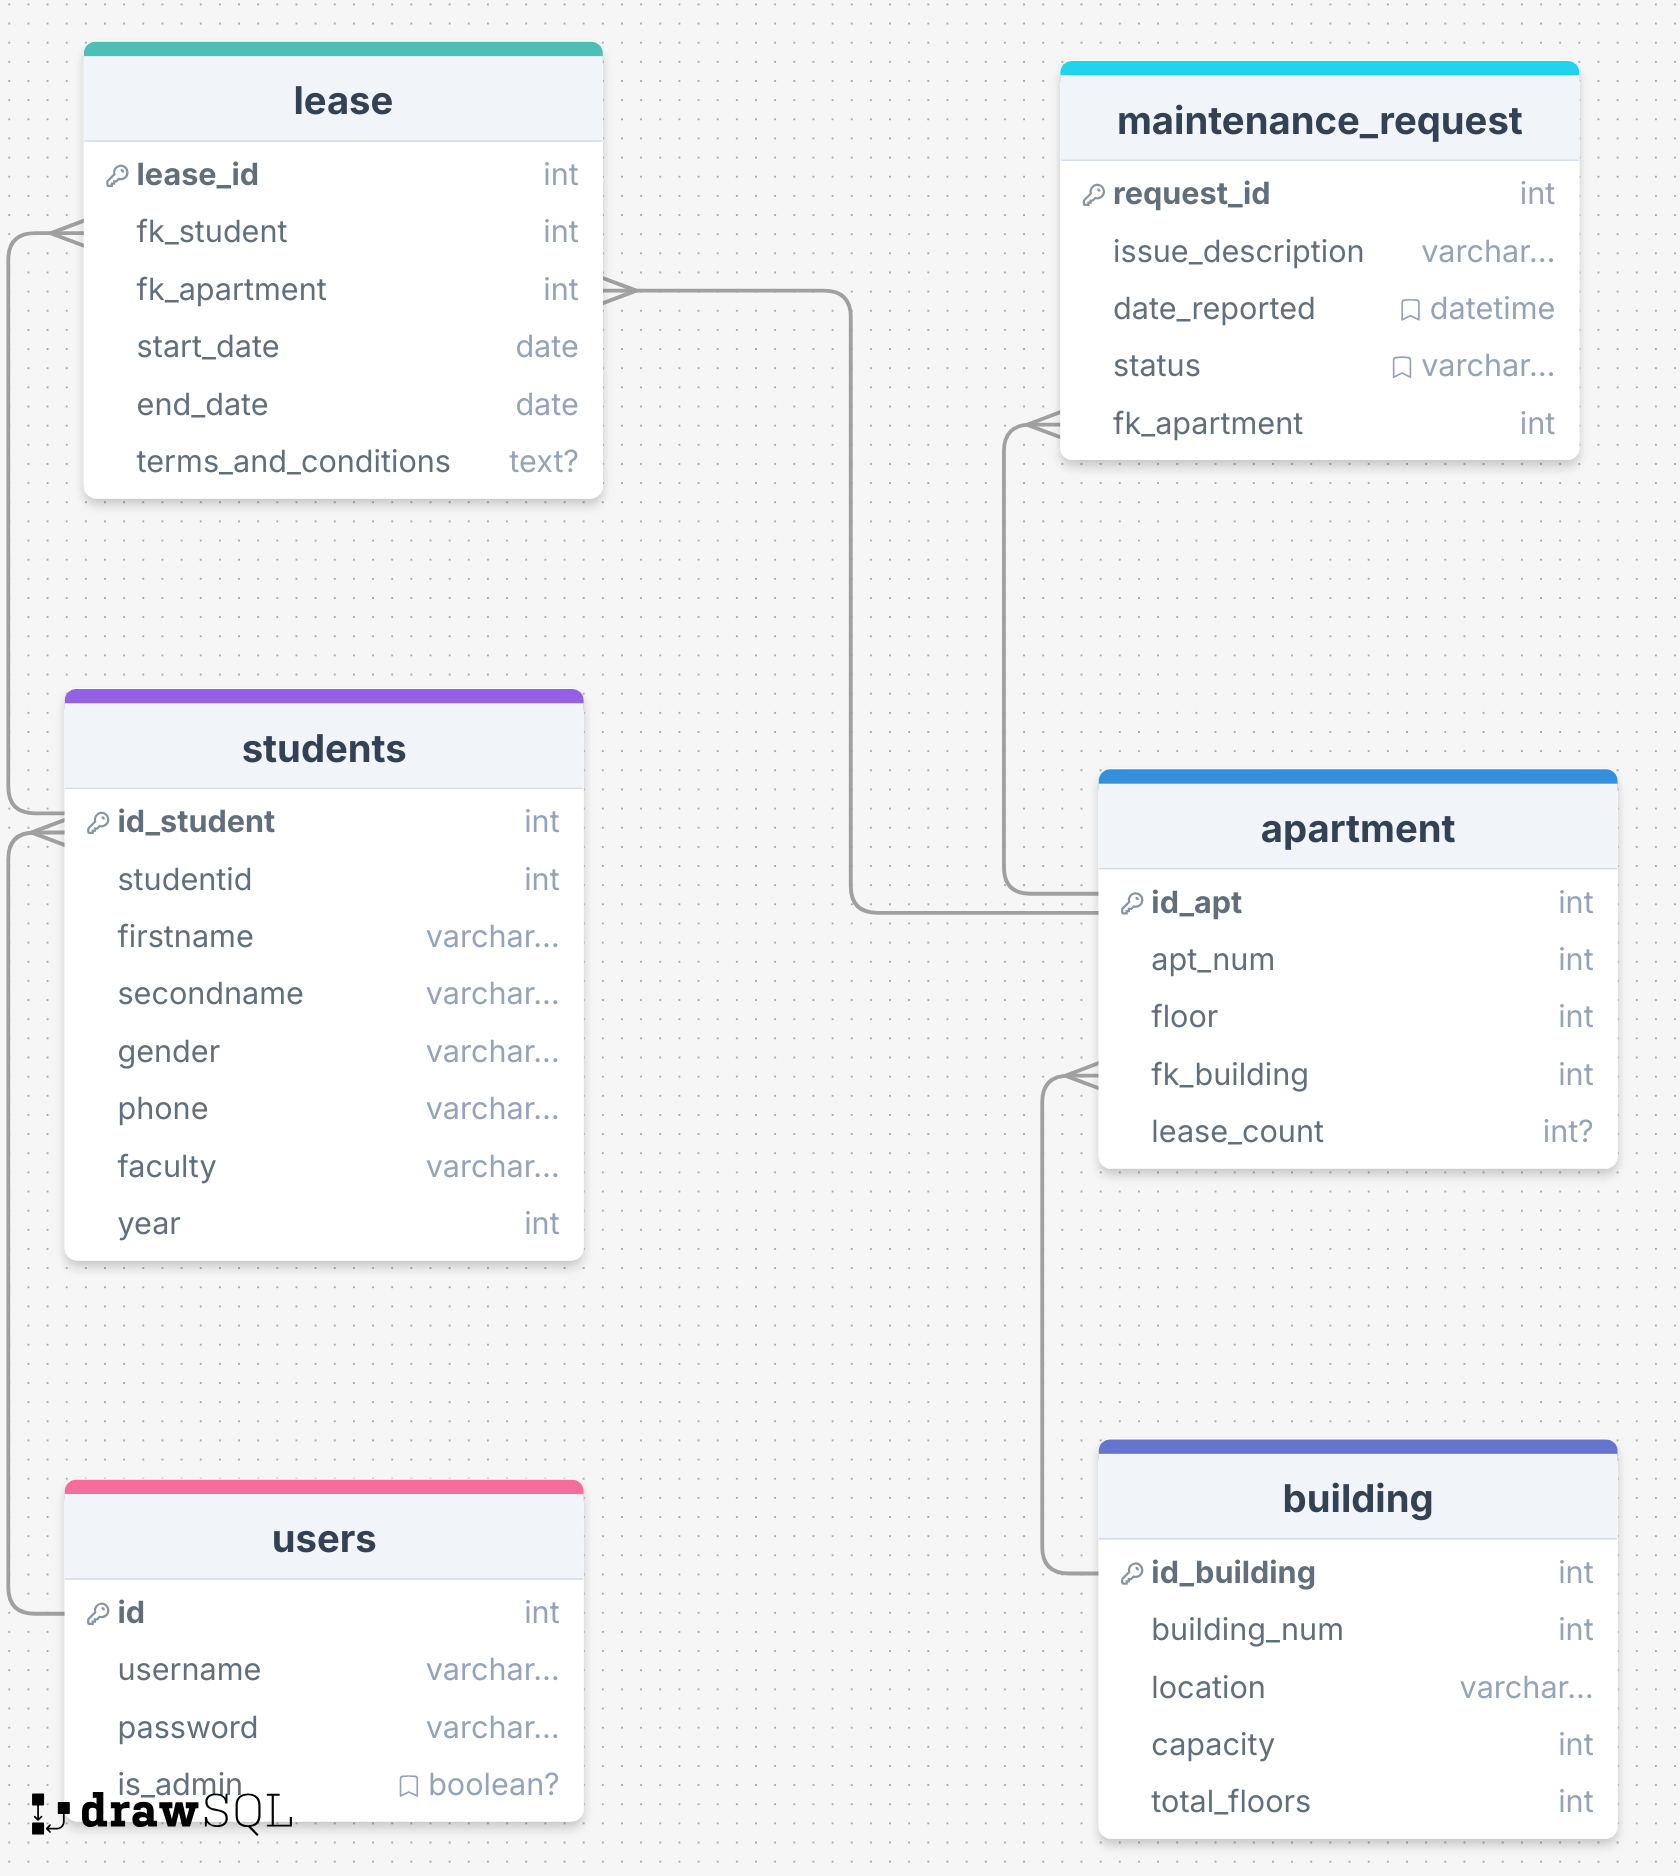 lease
lease_id int
fk_student int
fk_apartment int
start_date date
end_date date
terms_and_conditions text?
maintenance_request
request_id int
issue_description varchar...
date_reported datetime
status varchar...
fk_apartment int
students
id_student int
studentid int
firstname varchar...
secondname varchar...
gender varchar...
phone varchar...
faculty varchar...
year int
apartment
id_apt int
apt_num int
floor int
fk_building int
lease_count int?
users
id int
username varchar...
password varchar...
is_admin boolean?
building
id_building int
building_num int
location varchar...
capacity int
total_floors int
drawSQL